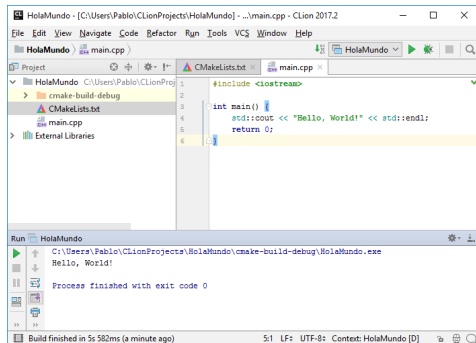 HolaMundo - [C:\Users\Pablo\CLionProjects\HolaMundo] - ...\main.cpp - CLion 2017.2
File Edit View Navigate Code Refactor Run Tools VCS Window Help
HolaMundo main.cpp HolaMundo
Project CMakeLists.txt main.cpp
HolaMundo C:\Users\Pablo\CLionProj
cmake-build-debug
CMakeLists.txt
main.cpp
External Libraries
1 #include <iostream>
2
3 int main() {
4 std::cout << "Hello, World!" << std::endl;
5 return 0;
6 }
Run HolaMundo
C:\Users\Pablo\CLionProjects\HolaMundo\cmake-build-debug\HolaMundo.exe
Hello, World!
Process finished with exit code 0
Build finished in 5s 582ms (a minute ago) 5:1 LF÷ UTF-8÷ Context: HolaMundo [D]